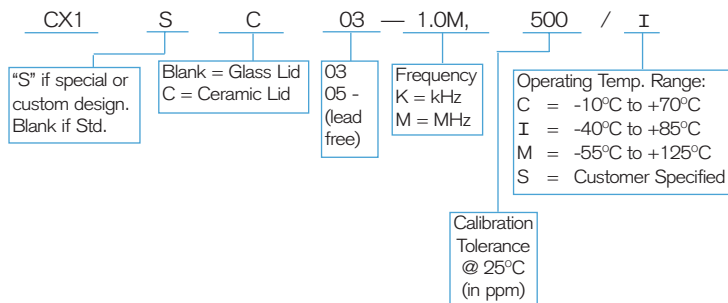 CX1 S C 03 — 1.0M, 500 / I
"S" if special or
custom design.
Blank if Std.
Blank = Glass Lid
C = Ceramic Lid
03
05 -
(lead
free)
Frequency
K = kHz
M = MHz
Operating Temp. Range:
C = -10°C to +70°C
I = -40°C to +85°C
M = -55°C to +125°C
S = Customer Specified
Calibration
Tolerance
@ 25°C
(in ppm)